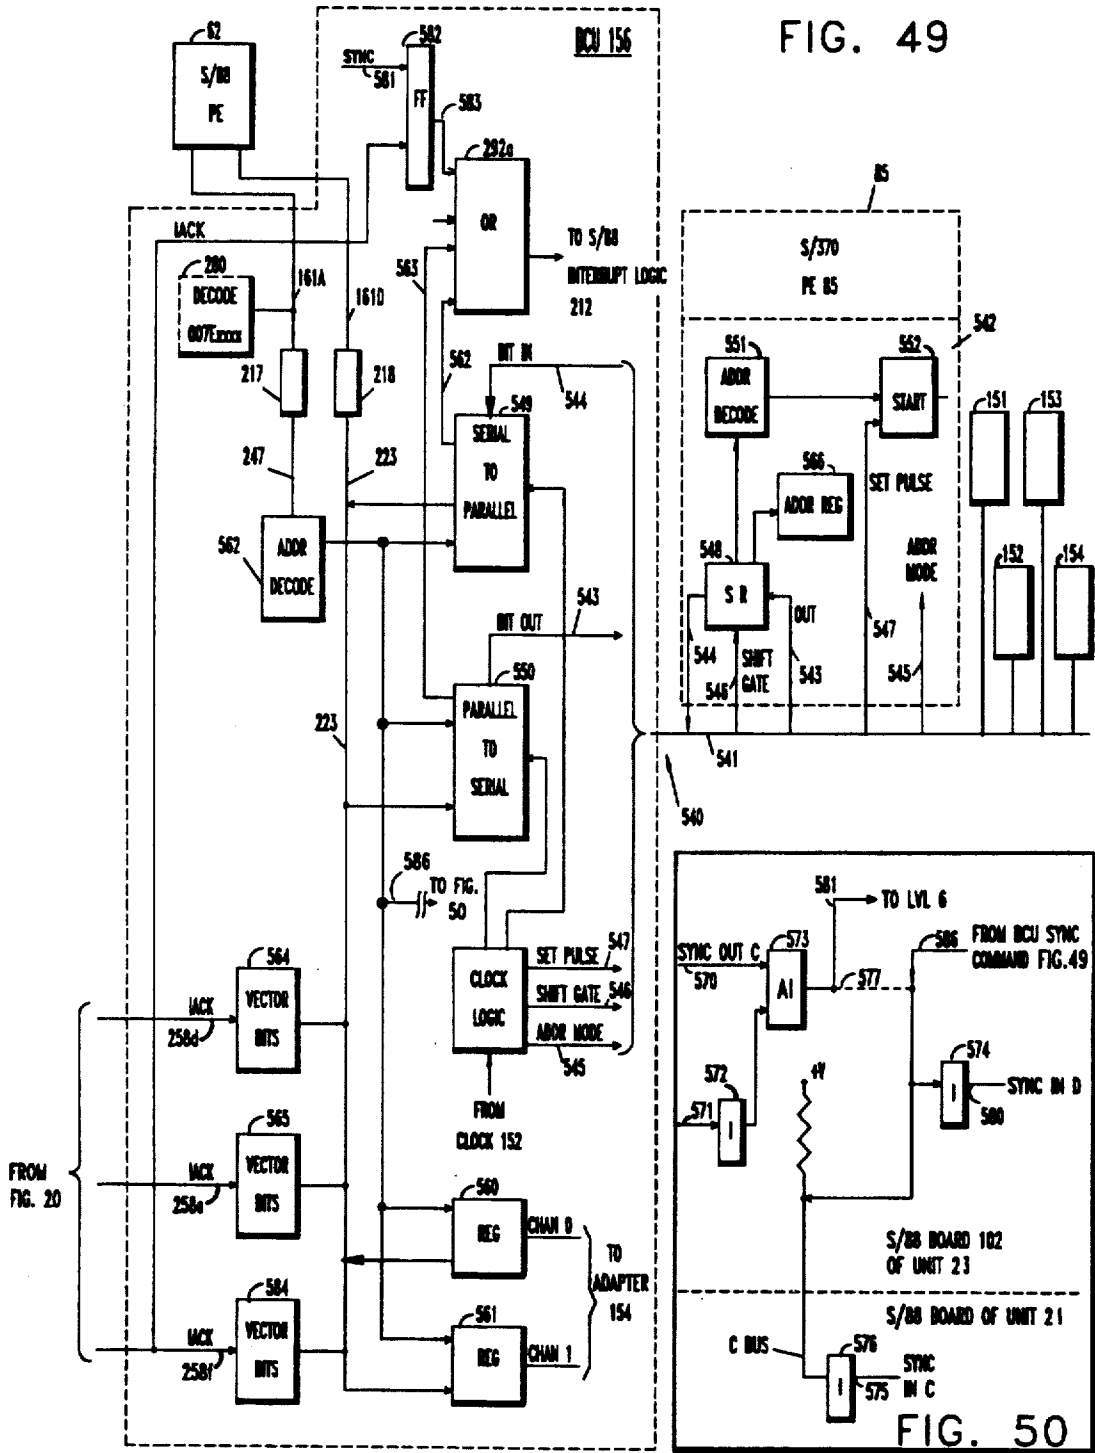 FIG. 49
62
S/88
PE
BCU 156
SYNC
581
582
FF
583
292a
OR
TO S/88
INTERRUPT LOGIC
212
IACK
280
DECODE
007Exxxx
161A
161D
217
218
563
562
BIT IN
544
549
SERIAL
TO
PARALLEL
247
223
562
ADDR
DECODE
BIT OUT
543
550
PARALLEL
TO
SERIAL
223
586
TO FIG.
50
CLOCK
LOGIC
SET PULSE
547
SHIFT GATE
546
ADDR MODE
545
FROM
CLOCK 152
FROM
FIG. 20
IACK
258d
564
VECTOR
BITS
IACK
258e
565
VECTOR
BITS
IACK
258f
584
VECTOR
BITS
560
REG
CHAN 0
561
REG
CHAN 1
TO
ADAPTER
154
85
S/370
PE 85
542
551
ADDR
DECODE
552
START
566
ADDR REG
SET PULSE
548
S R
OUT
ADDR
MODE
544
546
SHIFT
GATE
543
547
545
541
540
151
153
152
154
581
TO LVL 6
SYNC OUT C
570
573
AI
577
586
FROM BCU SYNC
COMMAND FIG.49
571
572
I
+V
574
I
SYNC IN D
580
S/88 BOARD 102
OF UNIT 23
S/88 BOARD OF UNIT 21
C BUS
576
I
575
SYNC
IN C
FIG. 50